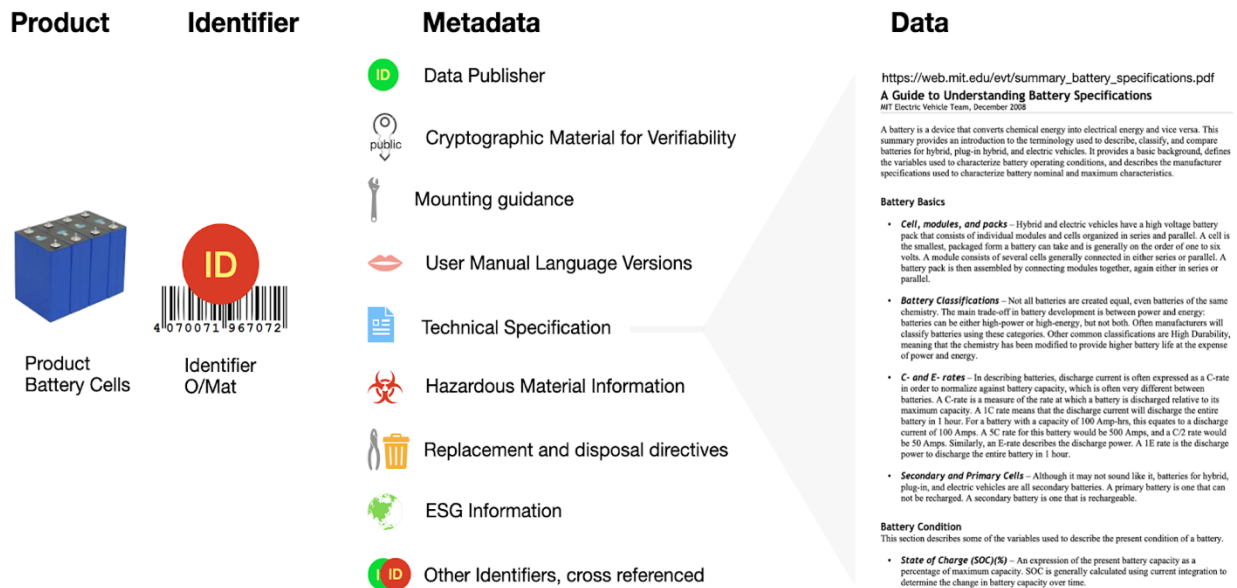 Product
Identifier
Metadata
Data
Product
Battery Cells
ID
4 070071 967072
Identifier
O/Mat
ID
Data Publisher
public
Cryptographic Material for Verifiability
Mounting guidance
User Manual Language Versions
Technical Specification
Hazardous Material Information
Replacement and disposal directives
ESG Information
ID
Other Identifiers, cross referenced
https://web.mit.edu/evt/summary_battery_specifications.pdf
A Guide to Understanding Battery Specifications
MIT Electric Vehicle Team, December 2008
A battery is a device that converts chemical energy into electrical energy and vice versa. This
summary provides an introduction to the terminology used to describe, classify, and compare
batteries for hybrid, plug-in hybrid, and electric vehicles. It provides a basic background, defines
the variables used to characterize battery operating conditions, and describes the manufacturer
specifications used to characterize battery nominal and maximum characteristics.
Battery Basics
• Cell, modules, and packs – Hybrid and electric vehicles have a high voltage battery
pack that consists of individual modules and cells organized in series and parallel. A cell is
the smallest, packaged form a battery can take and is generally on the order of one to six
volts. A module consists of several cells generally connected in either series or parallel. A
battery pack is then assembled by connecting modules together, again either in series or
parallel.
• Battery Classifications – Not all batteries are created equal, even batteries of the same
chemistry. The main trade-off in battery development is between power and energy:
batteries can be either high-power or high-energy, but not both. Often manufacturers will
classify batteries using these categories. Other common classifications are High Durability,
meaning that the chemistry has been modified to provide higher battery life at the expense
of power and energy.
• C- and E- rates – In describing batteries, discharge current is often expressed as a C-rate
in order to normalize against battery capacity, which is often very different between
batteries. A C-rate is a measure of the rate at which a battery is discharged relative to its
maximum capacity. A 1C rate means that the discharge current will discharge the entire
battery in 1 hour. For a battery with a capacity of 100 Amp-hrs, this equates to a discharge
current of 100 Amps. A 5C rate for this battery would be 500 Amps, and a C/2 rate would
be 50 Amps. Similarly, an E-rate describes the discharge power. A 1E rate is the discharge
power to discharge the entire battery in 1 hour.
• Secondary and Primary Cells – Although it may not sound like it, batteries for hybrid,
plug-in, and electric vehicles are all secondary batteries. A primary battery is one that can
not be recharged. A secondary battery is one that is rechargeable.
Battery Condition
This section describes some of the variables used to describe the present condition of a battery.
• State of Charge (SOC)(%) – An expression of the present battery capacity as a
percentage of maximum capacity. SOC is generally calculated using current integration to
determine the change in battery capacity over time.